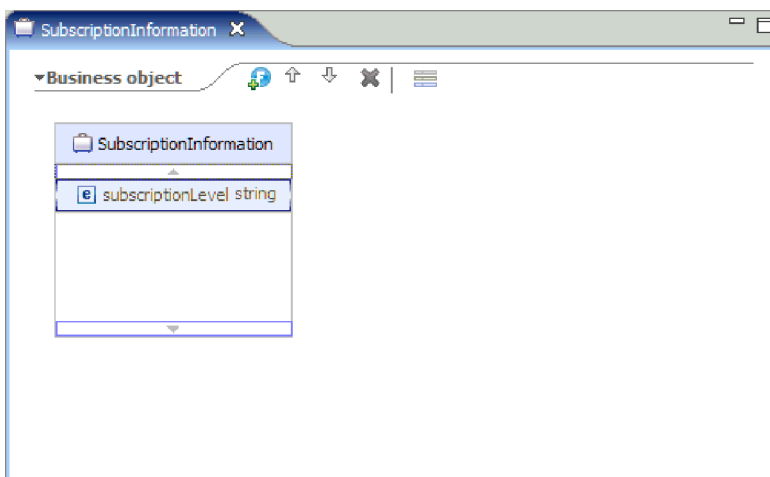 SubscriptionInformation
Business object
SubscriptionInformation
e subscriptionLevel string